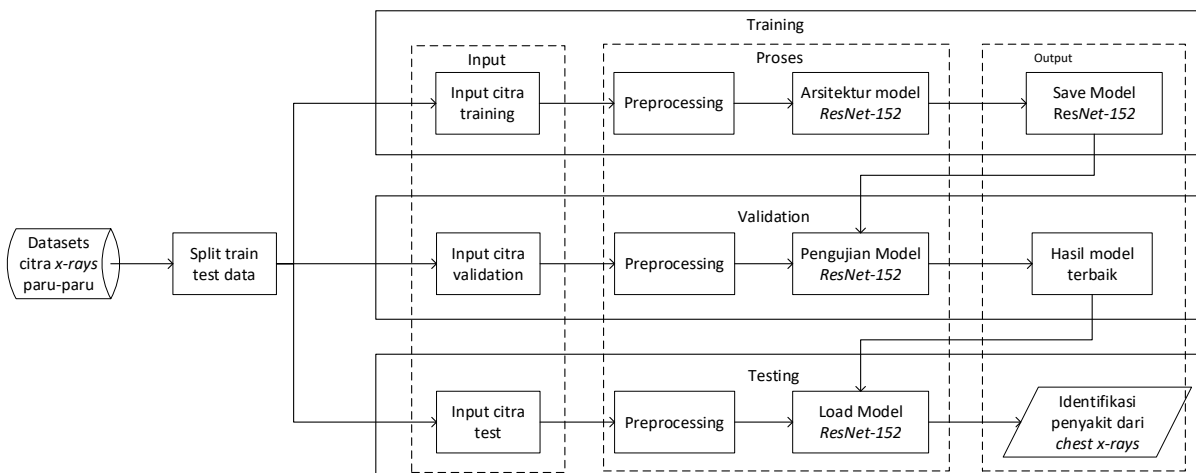 Training
Input
Proses
Output
Input citra
training
Preprocessing
Arsitektur model
ResNet-152
Save Model
ResNet-152
Validation
Datasets
citra x-rays
paru-paru
Split train
test data
Input citra
validation
Preprocessing
Pengujian Model
ResNet-152
Hasil model
terbaik
Testing
Input citra
test
Preprocessing
Load Model
ResNet-152
Identifikasi
penyakit dari
chest x-rays